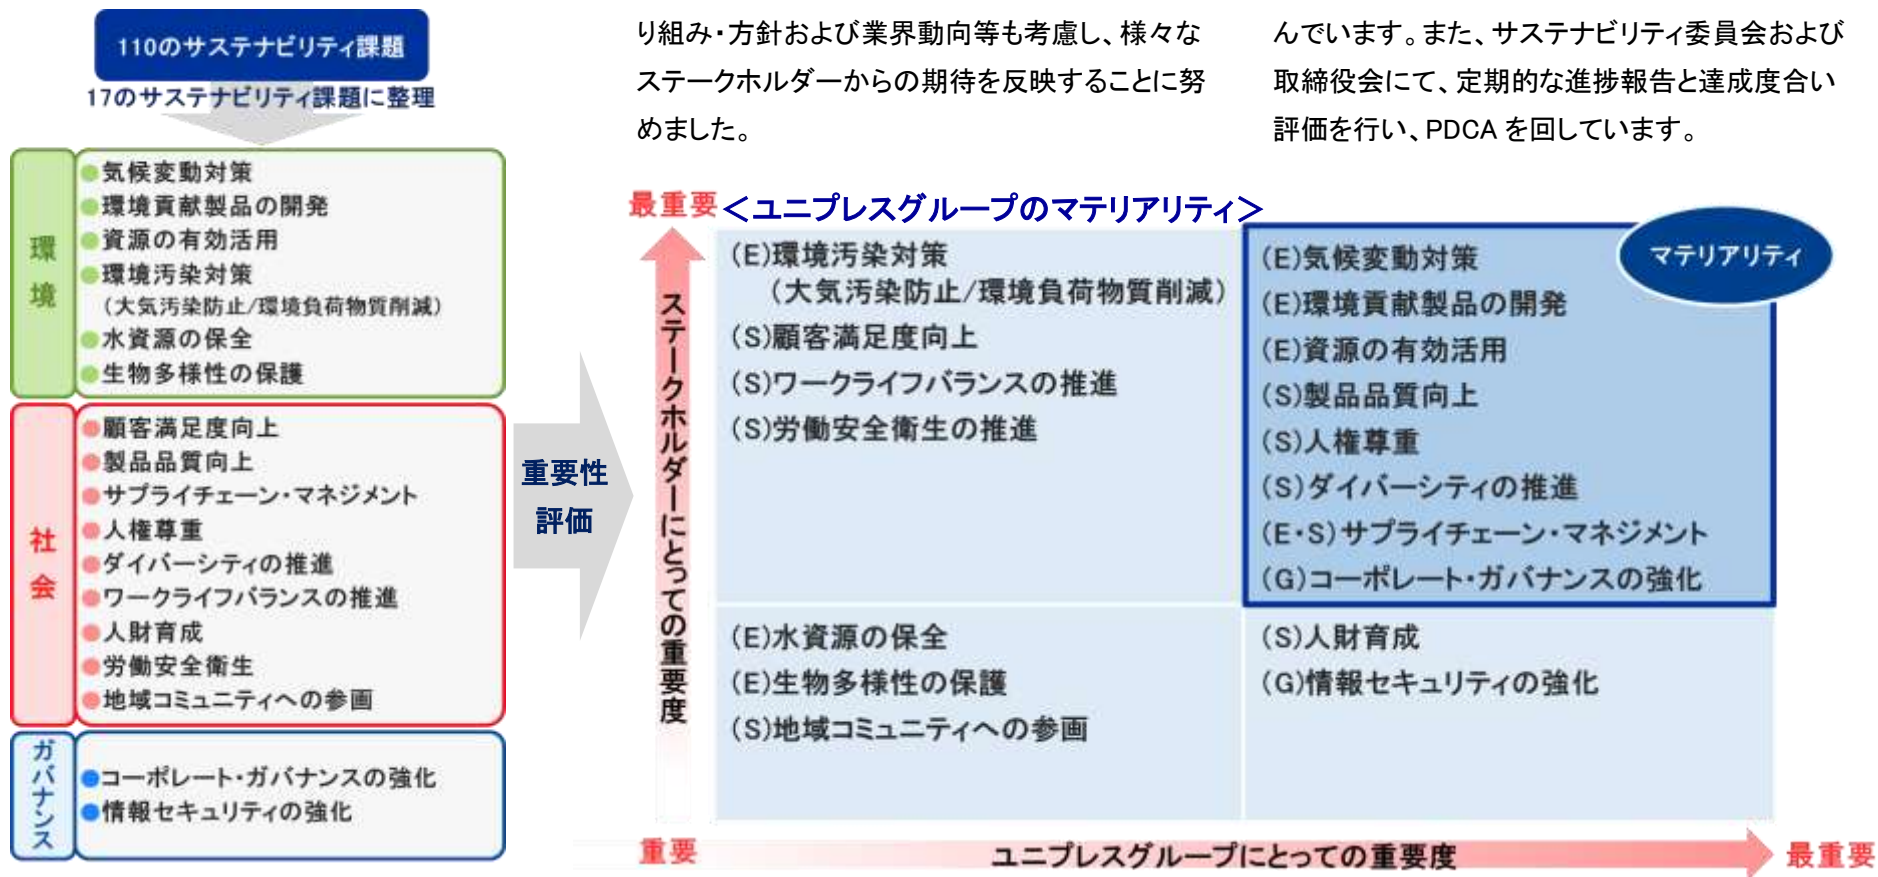 110のサステナビリティ課題
17のサステナビリティ課題に整理
環境
●気候変動対策
●環境貢献製品の開発
●資源の有効活用
●環境汚染対策
(大気汚染防止/環境負荷物質削減)
●水資源の保全
●生物多様性の保護
社会
●顧客満足度向上
●製品品質向上
●サプライチェーン・マネジメント
●人権尊重
●ダイバーシティの推進
●ワークライフバランスの推進
●人財育成
●労働安全衛生
●地域コミュニティへの参画
ガバナンス
●コーポレート・ガバナンスの強化
●情報セキュリティの強化
重要性
評価
り組み・方針および業界動向等も考慮し、様々な
ステークホルダーからの期待を反映することに努
めました。
んでいます。また、サステナビリティ委員会および
取締役会にて、定期的な進捗報告と達成度合い
評価を行い、PDCA を回しています。
<ユニプレスグループのマテリアリティ>
最重要
ステークホルダーにとっての重要度
(E)環境汚染対策
(大気汚染防止/環境負荷物質削減)
(S)顧客満足度向上
(S)ワークライフバランスの推進
(S)労働安全衛生の推進
マテリアリティ
(E)気候変動対策
(E)環境貢献製品の開発
(E)資源の有効活用
(S)製品品質向上
(S)人権尊重
(S)ダイバーシティの推進
(E・S)サプライチェーン・マネジメント
(G)コーポレート・ガバナンスの強化
(E)水資源の保全
(E)生物多様性の保護
(S)地域コミュニティへの参画
(S)人財育成
(G)情報セキュリティの強化
重要
ユニプレスグループにとっての重要度
最重要